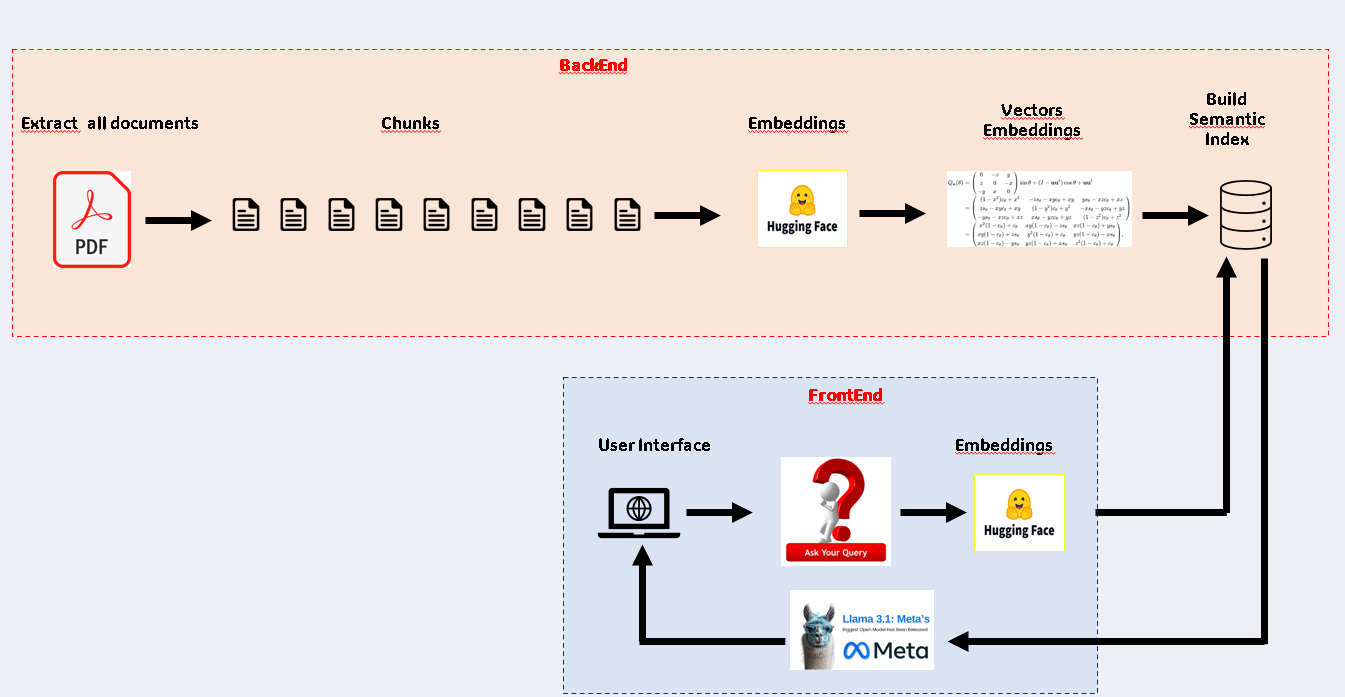 BackEnd
Extract all documents
Chunks
Embeddings
Vectors
Embeddings
Build
Semantic
Index
PDF
Hugging Face
FrontEnd
User Interface
Embeddings
Ask Your Query
Hugging Face
Llama 3.1: Meta's
Biggest Open Model Has Been Released!
Meta